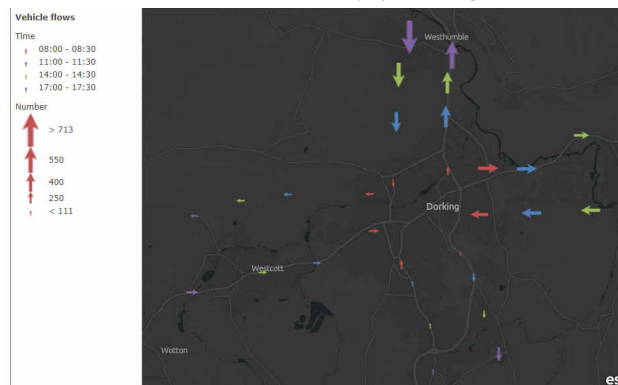 Vehicle flows
Time
08:00 - 08:30
11:00 - 11:30
14:00 - 14:30
17:00 - 17:30
Number
> 713
550
400
250
< 111
Westhumble
Dorking
Westcott
Wotton
es